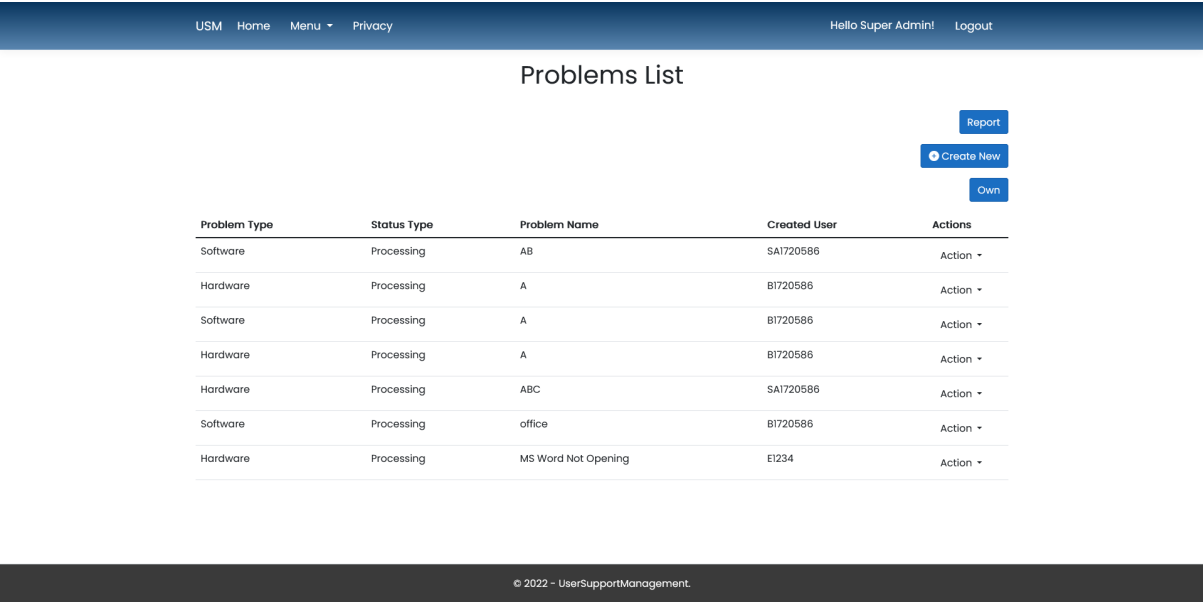 USM Home Menu Privacy Hello Super Admin! Logout
Problems List
Report
Create New
Own
Problem Type Status Type Problem Name Created User Actions
Software Processing AB SA1720586 Action
Hardware Processing A B1720586 Action
Software Processing A B1720586 Action
Hardware Processing A B1720586 Action
Hardware Processing ABC SA1720586 Action
Software Processing office B1720586 Action
Hardware Processing MS Word Not Opening E1234 Action
© 2022 - UserSupportManagement.